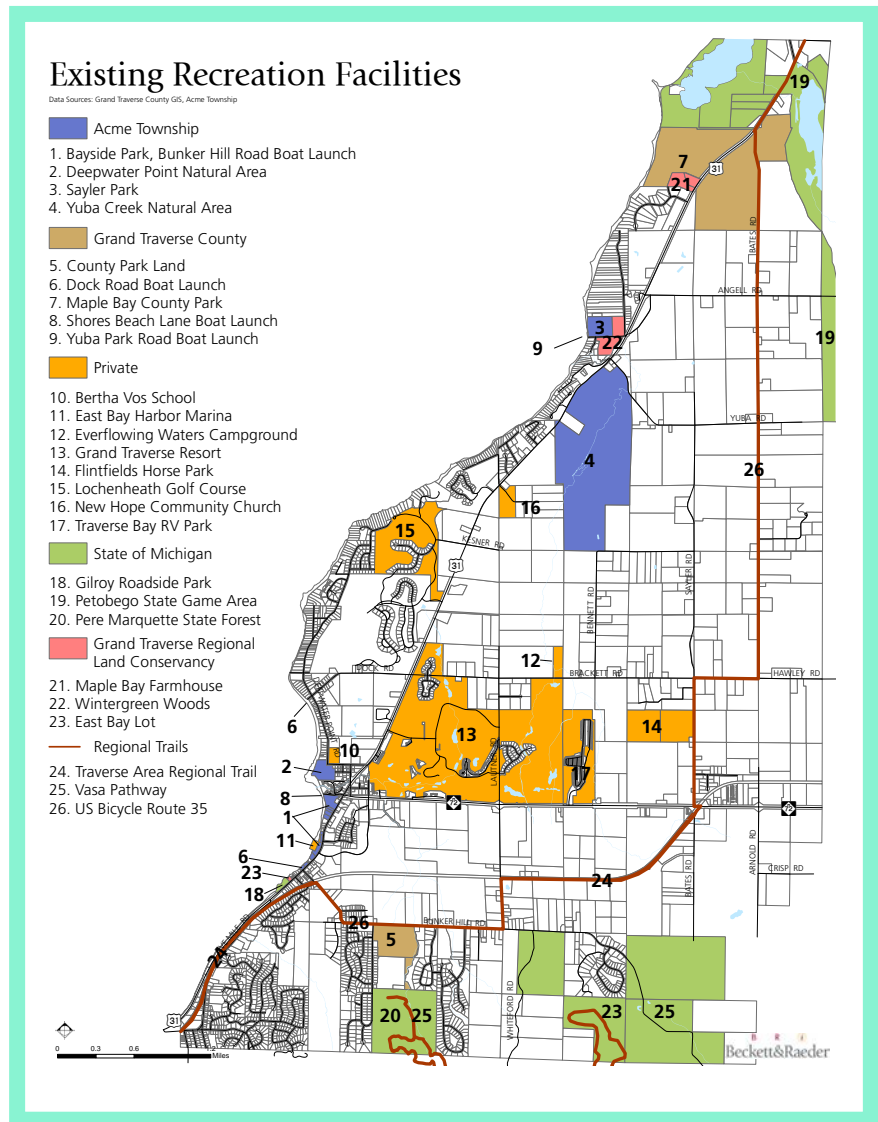 Existing Recreation Facilities
Data Sources: Grand Traverse County GIS, Acme Township
Acme Township
1. Bayside Park, Bunker Hill Road Boat Launch
2. Deepwater Point Natural Area
3. Sayler Park
4. Yuba Creek Natural Area
Grand Traverse County
5. County Park Land
6. Dock Road Boat Launch
7. Maple Bay County Park
8. Shores Beach Lane Boat Launch
9. Yuba Park Road Boat Launch
Private
10. Bertha Vos School
11. East Bay Harbor Marina
12. Everflowing Waters Campground
13. Grand Traverse Resort
14. Flintfields Horse Park
15. Lochenheath Golf Course
16. New Hope Community Church
17. Traverse Bay RV Park
State of Michigan
18. Gilroy Roadside Park
19. Petobego State Game Area
20. Pere Marquette State Forest
Grand Traverse Regional
Land Conservancy
21. Maple Bay Farmhouse
22. Wintergreen Woods
23. East Bay Lot
Regional Trails
24. Traverse Area Regional Trail
25. Vasa Pathway
26. US Bicycle Route 35
19
7
31
21
BATES RD
ANGELL RD
3
22
9
19
YUBA RD
4
26
16
15
KESNER RD
31
SAYLER RD
BENNETT RD
12
DOCK RD
BRACKETT RD
HAWLEY RD
6
13
14
10
LAUTNER RD
2
17
8
72
72
1
11
ARNOLD RD
6
23
BATES RD
CRISP RD
18
24
26
BUNKER HILL RD
5
24
WHITEFORD RD
20
25
23
25
31
0
0.3
0.6
1.2
Miles
B R i
Beckett&Raeder